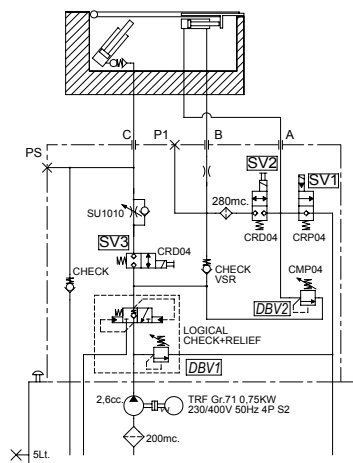 C
P1
B
A
PS
SV2
SV1
280mc.
SU1010
CRD04
CRP04
SV3
CRD04
CHECK
CHECK
VSR
CMP04
DBV2
LOGICAL
CHECK+RELIEF
DBV1
2,6cc.
TRF Gr.71 0,75KW
230/400V 50Hz 4P S2
200mc.
5Lt.